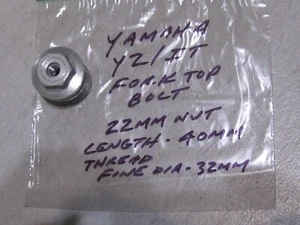 YAMAHA
YZ/IT
FORK TOP
BOLT
22MM NUT
LENGTH - 40MM
THREAD
FINE DIA - 32MM